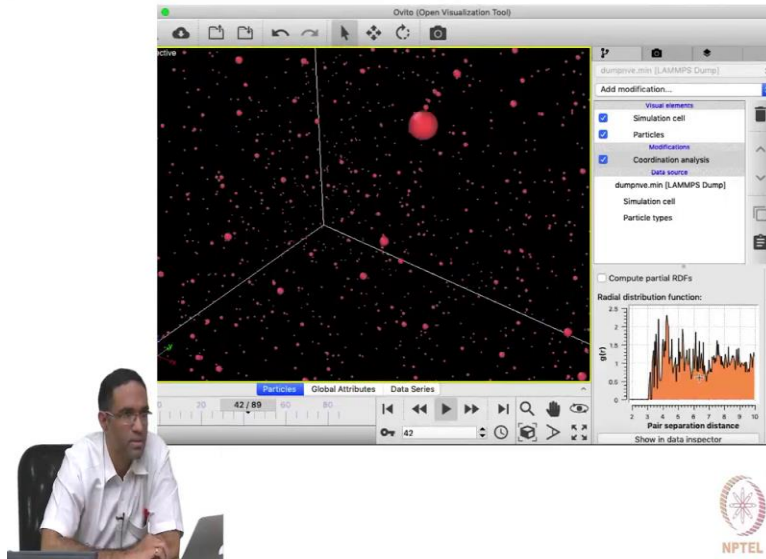 Ovito (Open Visualization Tool)
ective
dumpnve.min [LAMMPS Dump]
Add modification...
Visual elements
Simulation cell
Particles
Modifications
Coordination analysis
Data source
dumpnve.min [LAMMPS Dump]
Simulation cell
Particle types
Compute partial RDFs
Radial distribution function:
2.5
2
1.5
1
0.5
0
g(r)
2 3 4 5 6 7 8 9 10
Pair separation distance
Show in data inspector
Particles Global Attributes Data Series
0 20 42 / 89 60 80
42
NPTEL